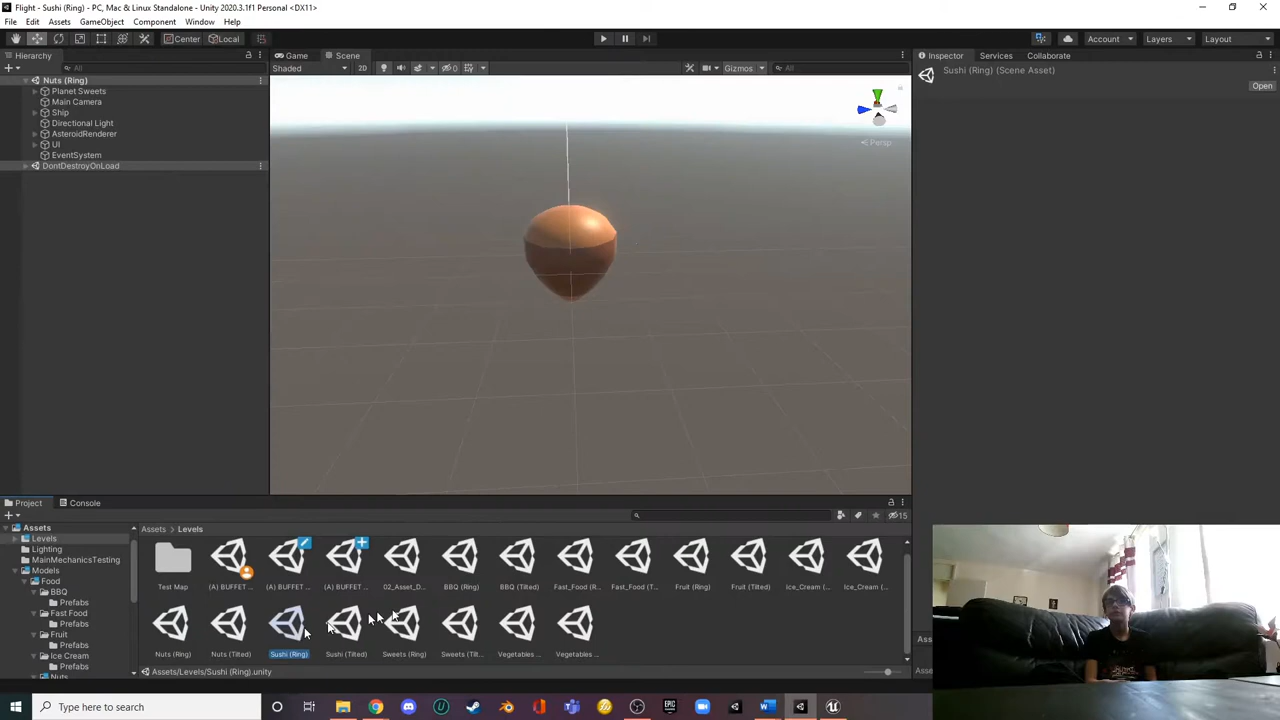 Flight - Sushi (Ring) - PC, Mac & Linux Standalone - Unity 2020.3.1f1 Personal <DX11>
File Edit Assets GameObject Component Window Help
Center Local Account Layers Layout
Hierarchy
All
Nuts (Ring)
Planet Sweets
Main Camera
Ship
Directional Light
AsteroidRenderer
UI
EventSystem
DontDestroyOnLoad
Game Scene
Shaded 2D 0 Gizmos All
Persp
Inspector Services Collaborate
Sushi (Ring) (Scene Asset)
Open
Project Console
15
Assets
Levels
Lighting
MainMechanicsTesting
Models
Food
BBQ
Prefabs
Fast Food
Prefabs
Fruit
Prefabs
Ice Cream
Prefabs
Nuts
Assets > Levels
Test Map (A) BUFFET ... (A) BUFFET ... (A) BUFFET ... 02_Asset_D... BBQ (Ring) BBQ (Tilted) Fast_Food (R... Fast_Food (T... Fruit (Ring) Fruit (Tilted) Ice_Cream (... Ice_Cream (...
Nuts (Ring) Nuts (Tilted) Sushi (Ring) Sushi (Tilted) Sweets (Ring) Sweets (Tilt... Vegetables ... Vegetables ...
Assets/Levels/Sushi (Ring).unity
Type here to search